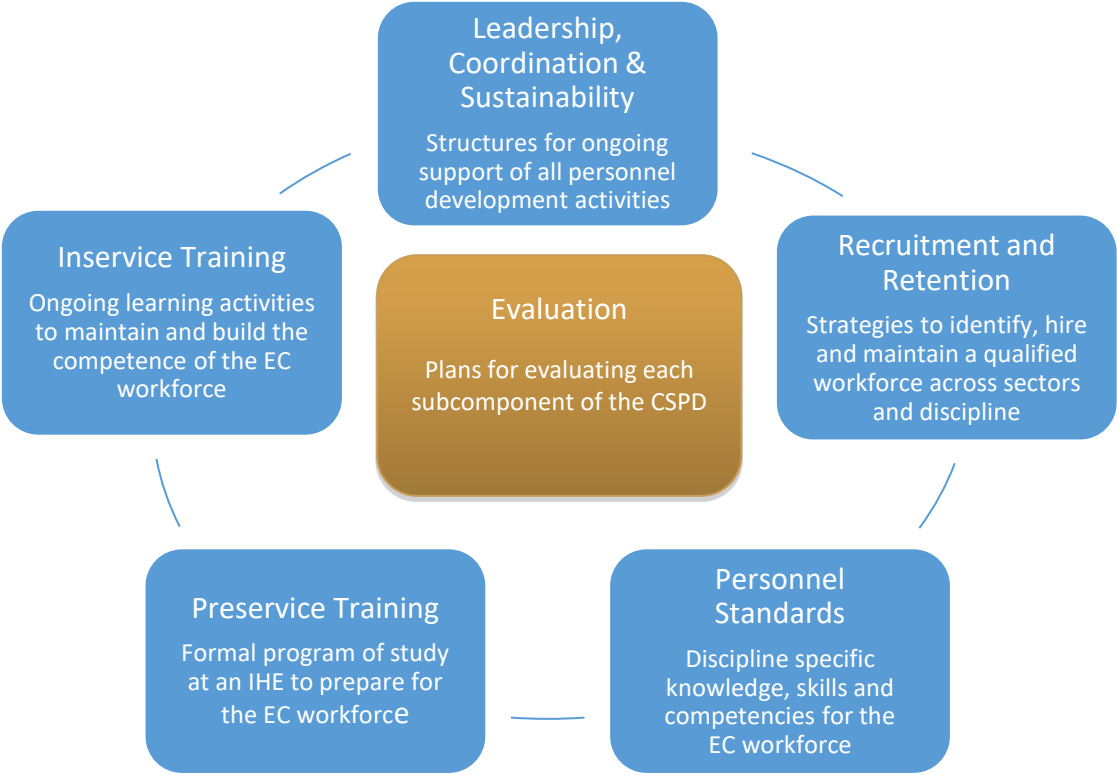 Leadership,
Coordination &
Sustainability
Structures for ongoing
support of all personnel
development activities
Recruitment and
Retention
Strategies to identify, hire
and maintain a qualified
workforce across sectors
and discipline
Personnel
Standards
Discipline specific
knowledge, skills and
competencies for the
EC workforce
Preservice Training
Formal program of study
at an IHE to prepare for
the EC workforce
Inservice Training
Ongoing learning activities
to maintain and build the
competence of the EC
workforce
Evaluation
Plans for evaluating each
subcomponent of the CSPD